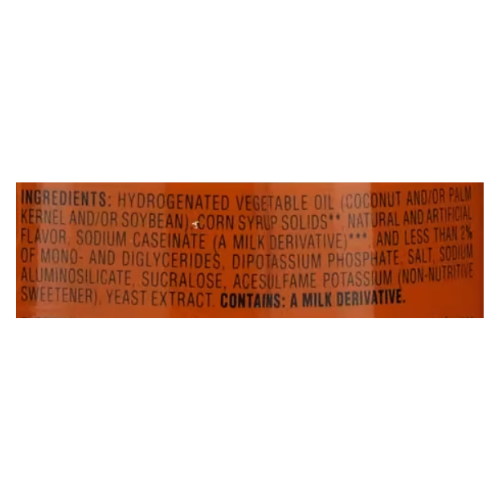 INGREDIENTS: HYDROGENATED VEGETABLE OIL (COCONUT AND/OR PALM
KERNEL AND/OR SOYBEAN), CORN SYRUP SOLIDS** NATURAL AND ARTIFICIAL
FLAVOR, SODIUM CASEINATE (A MILK DERIVATIVE)*** AND LESS THAN 2%
OF MONO- AND DIGLYCERIDES, DIPOTASSIUM PHOSPHATE, SALT, SODIUM
ALUMINOSILICATE, SUCRALOSE, ACESULFAME POTASSIUM (NON-NUTRITIVE
SWEETENER), YEAST EXTRACT. CONTAINS: A MILK DERIVATIVE.